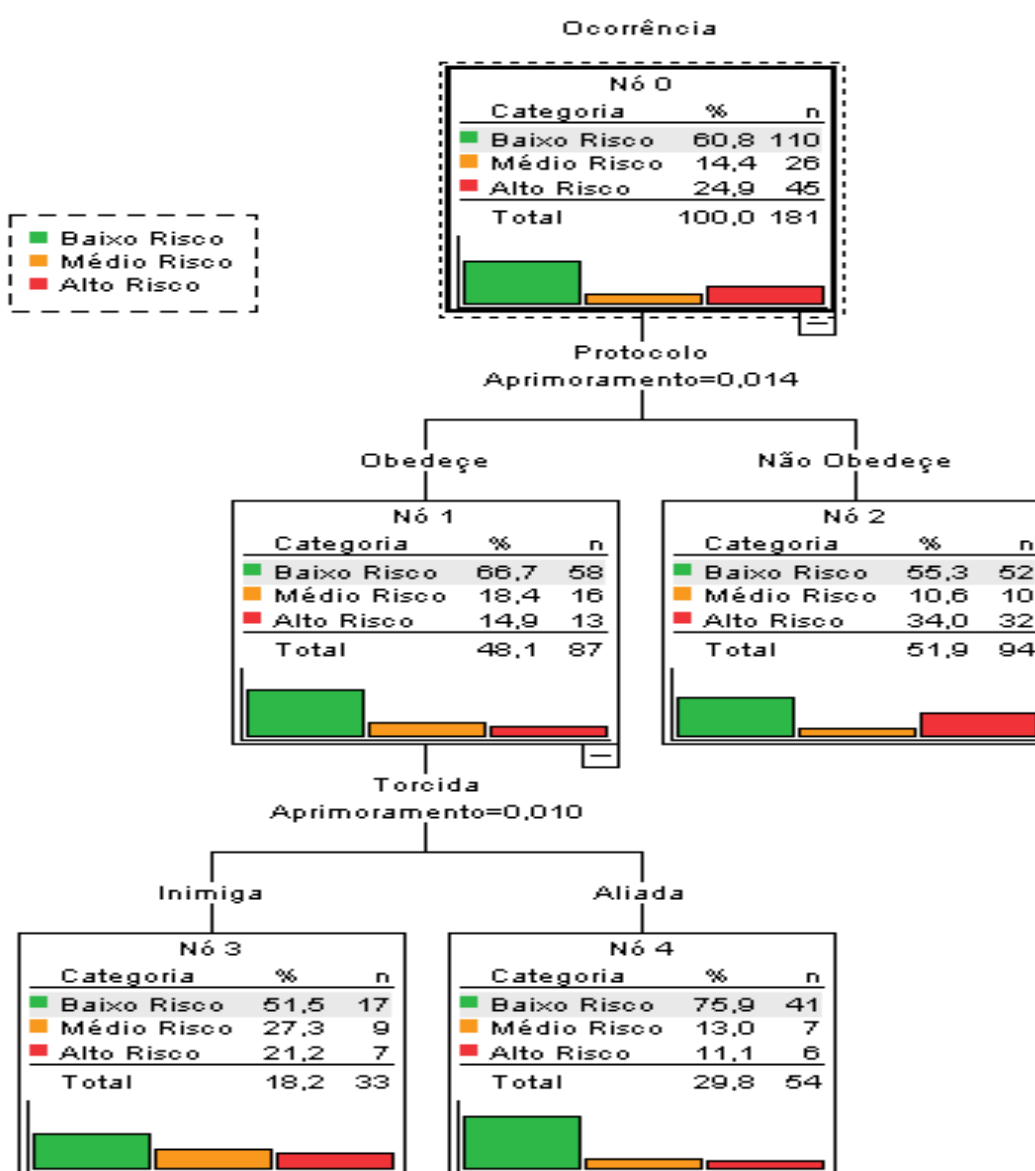 Ocorrência
Nó 0
Categoria % n
Baixo Risco 60,8 110
Médio Risco 14,4 26
Alto Risco 24,9 45
Total 100,0 181
Baixo Risco
Médio Risco
Alto Risco
Protocolo
Aprimoramento=0,014
Obedeçe
Não Obedeçe
Nó 1
Categoria % n
Baixo Risco 66,7 58
Médio Risco 18,4 16
Alto Risco 14,9 13
Total 48,1 87
Nó 2
Categoria % n
Baixo Risco 55,3 52
Médio Risco 10,6 10
Alto Risco 34,0 32
Total 51,9 94
Torcida
Aprimoramento=0,010
Inimiga
Aliada
Nó 3
Categoria % n
Baixo Risco 51,5 17
Médio Risco 27,3 9
Alto Risco 21,2 7
Total 18,2 33
Nó 4
Categoria % n
Baixo Risco 75,9 41
Médio Risco 13,0 7
Alto Risco 11,1 6
Total 29,8 54